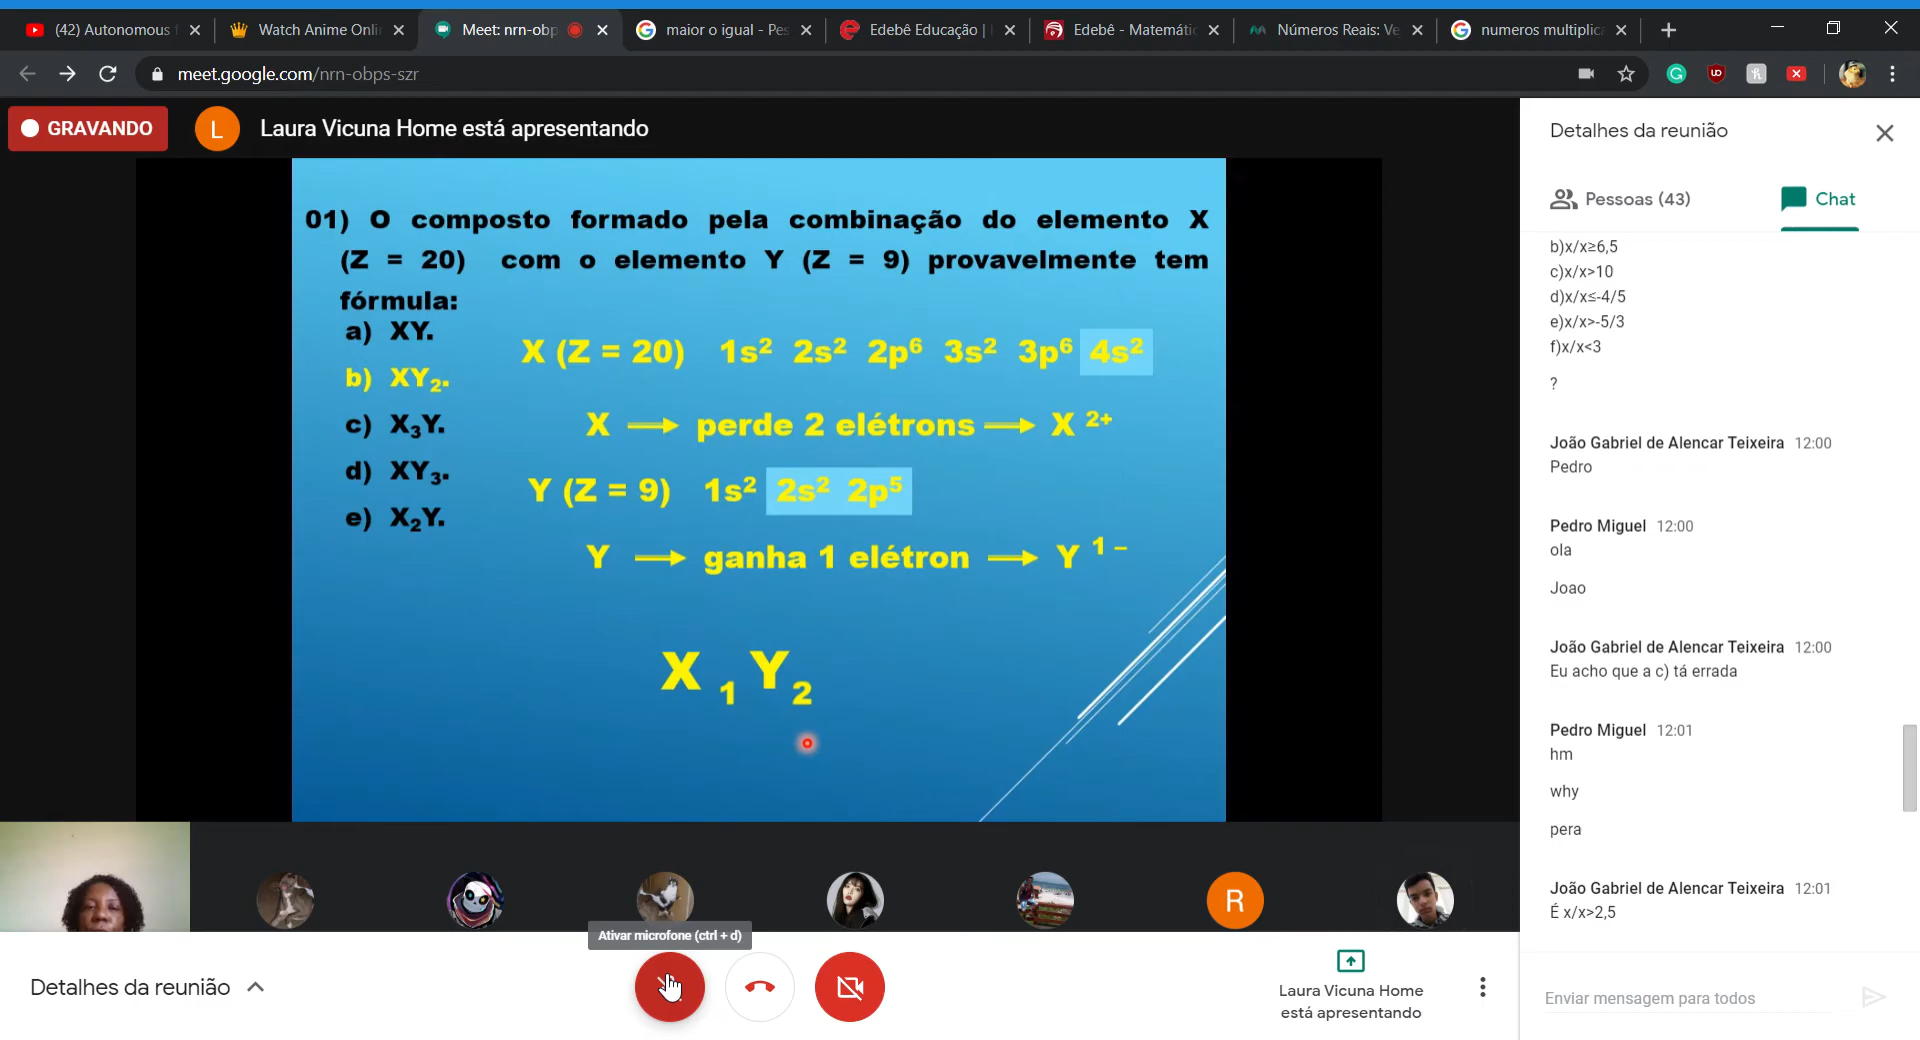 (42) Autonomous
Watch Anime Onli
Meet: nrn-obp
maior o igual - Pes
Edebê Educação |
Edebê - Matemátic
Números Reais: Ve
numeros multiplica
meet.google.com/nrn-obps-szr
GRAVANDO
L
Laura Vicuna Home está apresentando
01) O composto formado pela combinação do elemento X
(Z = 20) com o elemento Y (Z = 9) provavelmente tem
fórmula:
a) XY.
b) XY₂.
c) X₃Y.
d) XY₃.
e) X₂Y.
X (Z = 20) 1s² 2s² 2p⁶ 3s² 3p⁶ 4s²
X → perde 2 elétrons → X ²⁺
Y (Z = 9) 1s² 2s² 2p⁵
Y → ganha 1 elétron → Y ¹⁻
X ₁ Y ₂
R
Ativar microfone (ctrl + d)
Detalhes da reunião
Laura Vicuna Home
está apresentando
Detalhes da reunião
Pessoas (43)
Chat
b)x/x≥6,5
c)x/x>10
d)x/x≤-4/5
e)x/x>-5/3
f)x/x<3
?
João Gabriel de Alencar Teixeira 12:00
Pedro
Pedro Miguel 12:00
ola
Joao
João Gabriel de Alencar Teixeira 12:00
Eu acho que a c) tá errada
Pedro Miguel 12:01
hm
why
pera
João Gabriel de Alencar Teixeira 12:01
É x/x>2,5
Enviar mensagem para todos